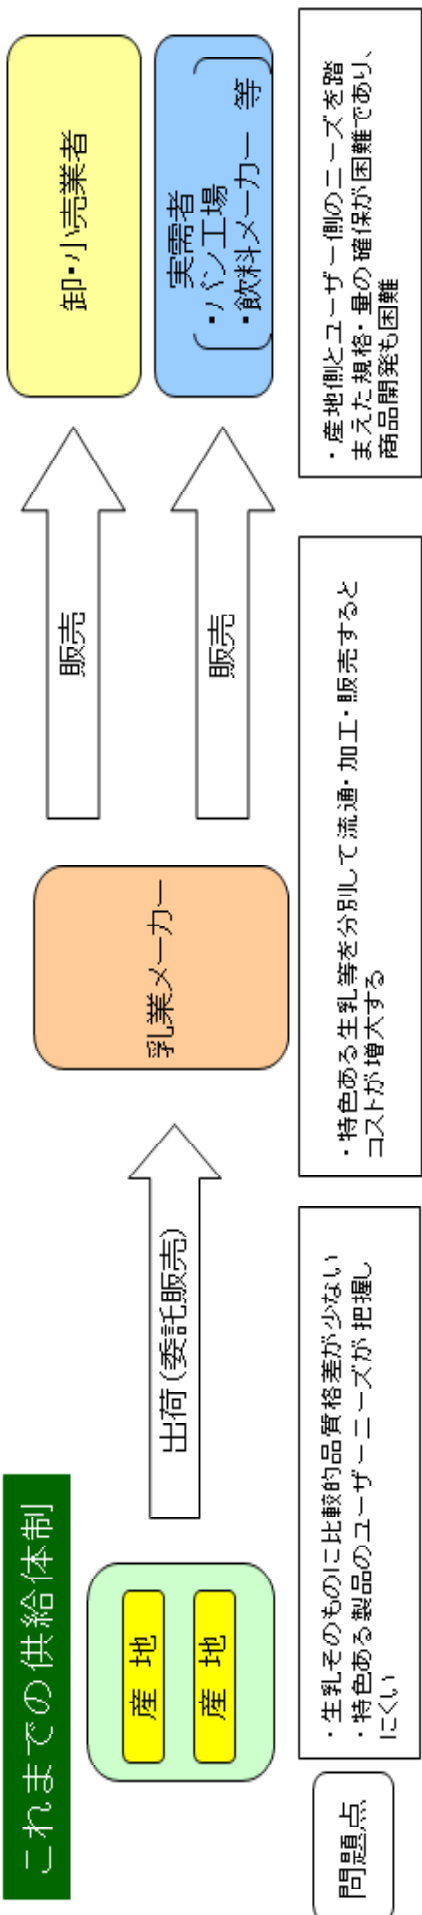 これまでの供給体制
産 地
産 地
出荷(委託販売)
乳業メーカー
販売
販売
卸・小売業者
実需者
・パン工場
・飲料メーカー 等
問題点
・生乳そのものに比較的品質格差が少ない
・特色ある製品のユーザーニーズが把握し
にくい
・特色ある生乳等を分別して流通・加工・販売すると
コストが増大する
・産地側とユーザー側のニーズを踏
まえた規格・量の確保が困難であり、
商品開発も困難